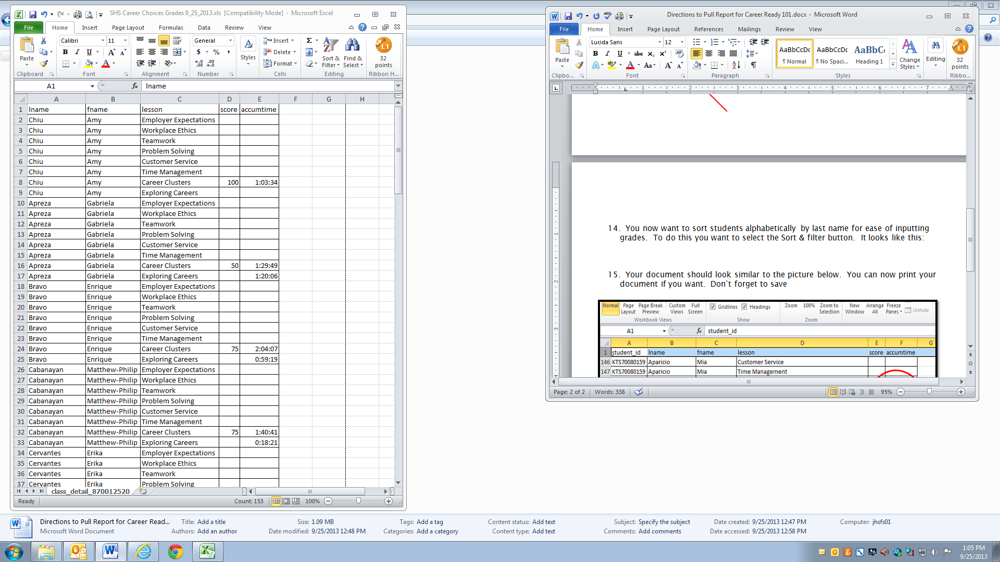 SHS Career Choices Grades 9_25_2013.xls [Compatibility Mode] - Microsoft Excel
File Home Insert Page Layout Formulas Data Review View
Calibri 11 General Insert
Delete
Format
Paste B I U $ % , Styles Sort & Filter Find & Select 32 points
Clipboard Font Alignment Number Cells Editing Ribbon H...
A1 fx lname
A B C D E F G H
1 lname fname lesson score accumtime
2 Chiu Amy Employer Expectations
3 Chiu Amy Workplace Ethics
4 Chiu Amy Teamwork
5 Chiu Amy Problem Solving
6 Chiu Amy Customer Service
7 Chiu Amy Time Management
8 Chiu Amy Career Clusters 100 1:03:34
9 Chiu Amy Exploring Careers
10 Apreza Gabriela Employer Expectations
11 Apreza Gabriela Workplace Ethics
12 Apreza Gabriela Teamwork
13 Apreza Gabriela Problem Solving
14 Apreza Gabriela Customer Service
15 Apreza Gabriela Time Management
16 Apreza Gabriela Career Clusters 50 1:29:49
17 Apreza Gabriela Exploring Careers 1:20:06
18 Bravo Enrique Employer Expectations
19 Bravo Enrique Workplace Ethics
20 Bravo Enrique Teamwork
21 Bravo Enrique Problem Solving
22 Bravo Enrique Customer Service
23 Bravo Enrique Time Management
24 Bravo Enrique Career Clusters 75 2:04:07
25 Bravo Enrique Exploring Careers 0:59:19
26 Cabanayan Matthew-Philip Employer Expectations
27 Cabanayan Matthew-Philip Workplace Ethics
28 Cabanayan Matthew-Philip Teamwork
29 Cabanayan Matthew-Philip Problem Solving
30 Cabanayan Matthew-Philip Customer Service
31 Cabanayan Matthew-Philip Time Management
32 Cabanayan Matthew-Philip Career Clusters 75 1:40:41
33 Cabanayan Matthew-Philip Exploring Careers 0:18:21
34 Cervantes Erika Employer Expectations
35 Cervantes Erika Workplace Ethics
36 Cervantes Erika Teamwork
37 Cervantes Erika Problem Solving
class_detail_870012520
Ready Count: 153 100%
Directions to Pull Report for Career Ready 101.docx - Microsoft Word
File Home Insert Page Layout References Mailings Review View
Lucida Sans 12
AaBbCcDc AaBbCcDc AaBbC
¶ Normal ¶ No Spaci... Heading 1
Paste B I U abc x₂ x² Aa Change Styles Editing 32 points
Clipbo... Font Paragraph Styles Ribbo...
1 2 3 4 5 6 7
14. You now want to sort students alphabetically by last name for ease of inputting
grades. To do this you want to select the Sort & filter button. It looks like this:
15. Your document should look similar to the picture below. You can now print your
document if you want. Don't forget to save
Normal Page Layout Page Break Preview Custom Views Full Screen Gridlines Headings Zoom 100% Zoom to Selection New Window Arrange All Freeze Panes Unhide
Workbook Views Show Zoom
A1 fx student_id
A B C D E F G
1 student_id lname fname lesson score accumtime
146 KTS70080159 Aparicio Mia Customer Service
147 KTS70080159 Aparicio Mia Time Management
Page: 2 of 2 Words: 338 95%
Directions to Pull Report for Career Read... Title: Add a title Size: 1.09 MB Tags: Add a tag Content status: Add text Subject: Specify the subject Date created: 9/25/2013 12:47 PM Computer: jhsfs01
Microsoft Word Document Authors: Add an author Date modified: 9/25/2013 12:48 PM Categories: Add a category Content type: Add text Comments: Add comments Date accessed: 9/25/2013 12:58 PM
1:05 PM
9/25/2013